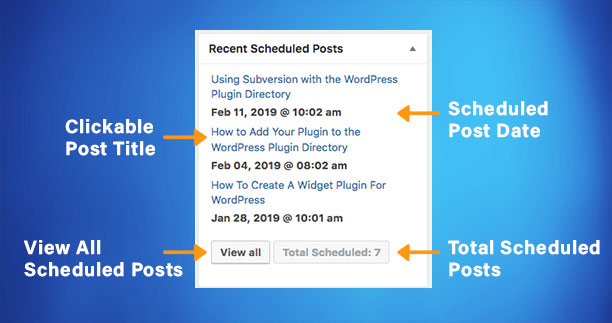 Recent Scheduled Posts
Using Subversion with the WordPress
Plugin Directory
Feb 11, 2019 @ 10:02 am
Scheduled
Post Date
Clickable
Post Title
How to Add Your Plugin to the
WordPress Plugin Directory
Feb 04, 2019 @ 08:02 am
How To Create A Widget Plugin For
WordPress
Jan 28, 2019 @ 10:01 am
View All
Scheduled Posts
View all
Total Scheduled: 7
Total Scheduled
Posts